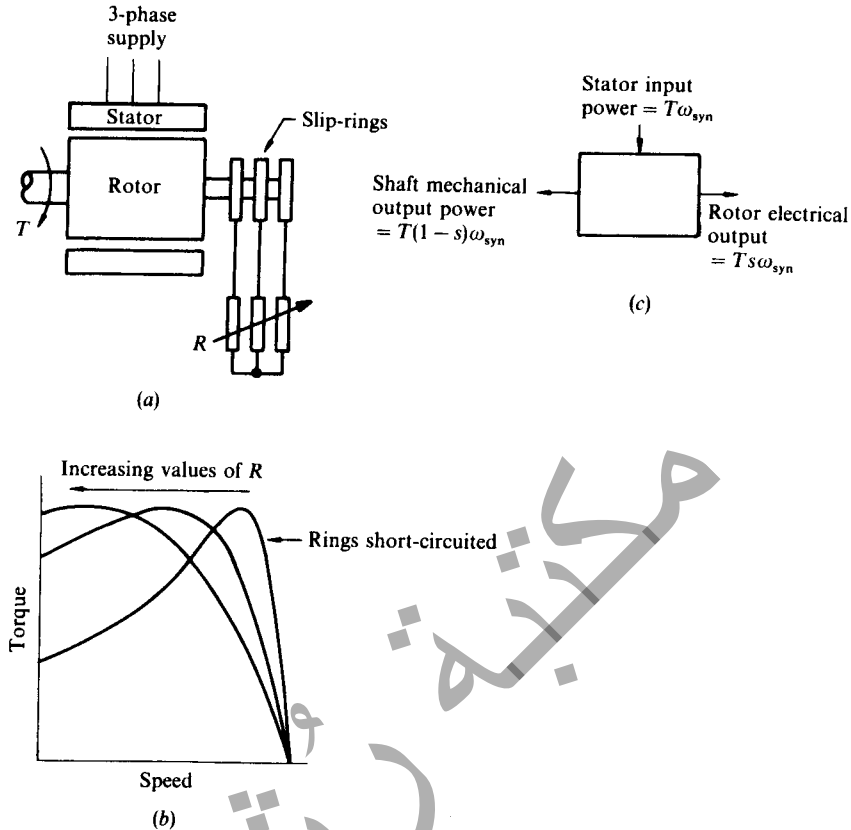 3-phase
supply
Stator
Slip-rings
Rotor
T
R
(a)
Stator input
power = Tω_syn
Shaft mechanical
output power
= T(1 − s)ω_syn
Rotor electrical
output
= Tsω_syn
(c)
Increasing values of R
Rings short-circuited
Torque
Speed
(b)
مكتبة